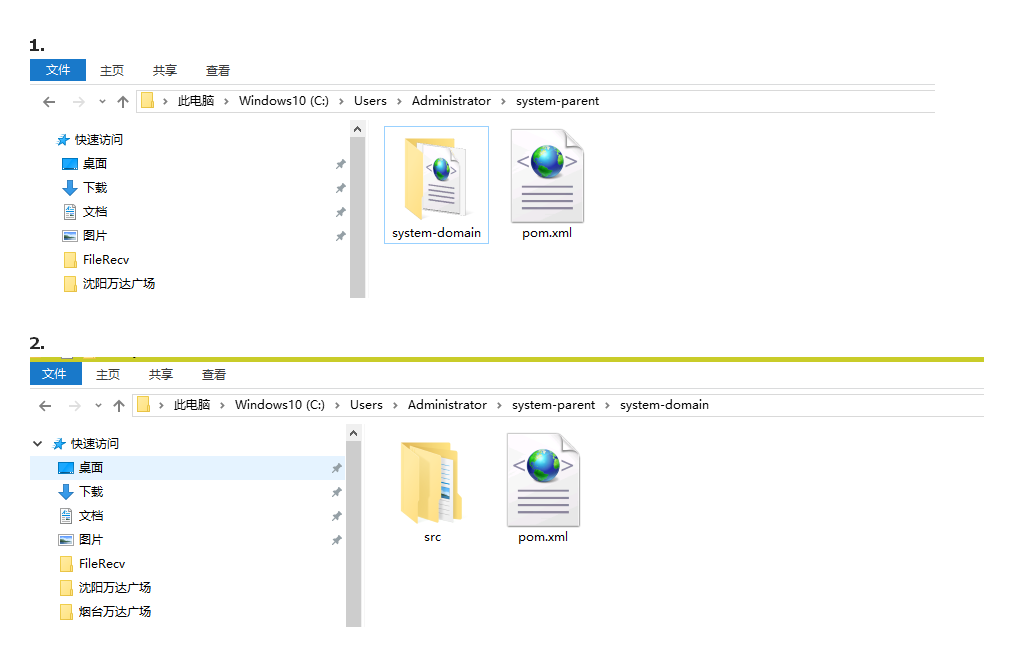 1.
文件 主页 共享 查看
此电脑 Windows10 (C:) Users Administrator system-parent
快速访问
桌面
下载
文档
图片
FileRecv
沈阳万达广场
system-domain pom.xml
2.
文件 主页 共享 查看
此电脑 Windows10 (C:) Users Administrator system-parent system-domain
快速访问
桌面
下载
文档
图片
FileRecv
沈阳万达广场
烟台万达广场
src pom.xml